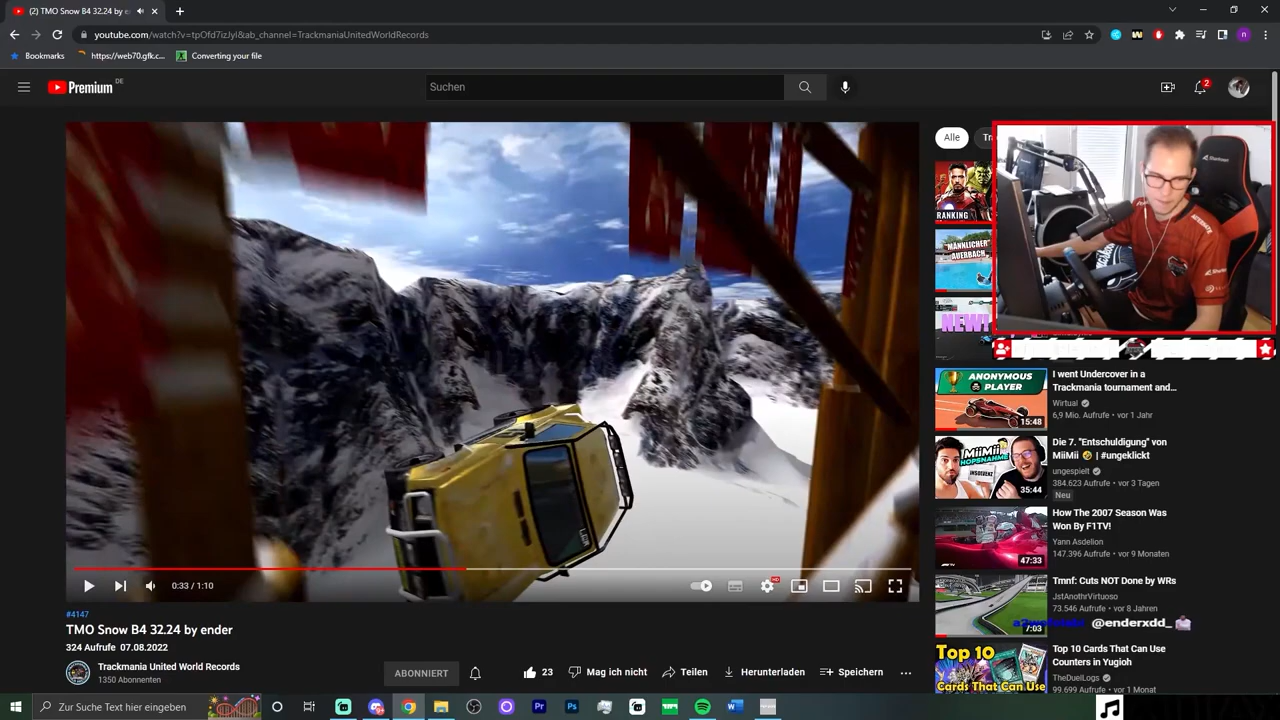 (2) TMO Snow B4 32.24 by e
youtube.com/watch?v=tpOfd7izJyI&ab_channel=TrackmaniaUnitedWorldRecords
Bookmarks
https://web70.gfk.c...
Converting your file
Premium
DE
Suchen
2
n
Alle
RANKING
"MÄNNLICHER"
AUERBACH
NEW!
ANONYMOUS
PLAYER
15:48
I went Undercover in a
Trackmania tournament and...
Wirtual
6,9 Mio. Aufrufe • vor 1 Jahr
MiiMii
HOPSNAHME
INSOLVENZ
35:44
Die 7. "Entschuldigung" von
MiiMii 🤣 | #ungeklickt
ungespielt
384.623 Aufrufe • vor 3 Tagen
Neu
47:33
How The 2007 Season Was
Won By F1TV!
Yann Asdelion
147.396 Aufrufe • vor 9 Monaten
7:03
Tmnf: Cuts NOT Done by WRs
JstAnothrVirtuoso
73.546 Aufrufe • vor 8 Jahren
@enderxdd_
Top 10
Cards That Can Use
Top 10 Cards That Can Use
Counters in Yugioh
TheDuelLogs
99.699 Aufrufe • vor 1 Monat
0:33 / 1:10
HD
#4147
TMO Snow B4 32.24 by ender
324 Aufrufe 07.08.2022
Trackmania United World Records
1350 Abonnenten
ABONNIERT
23
Mag ich nicht
Teilen
Herunterladen
Speichern
Zur Suche Text hier eingeben